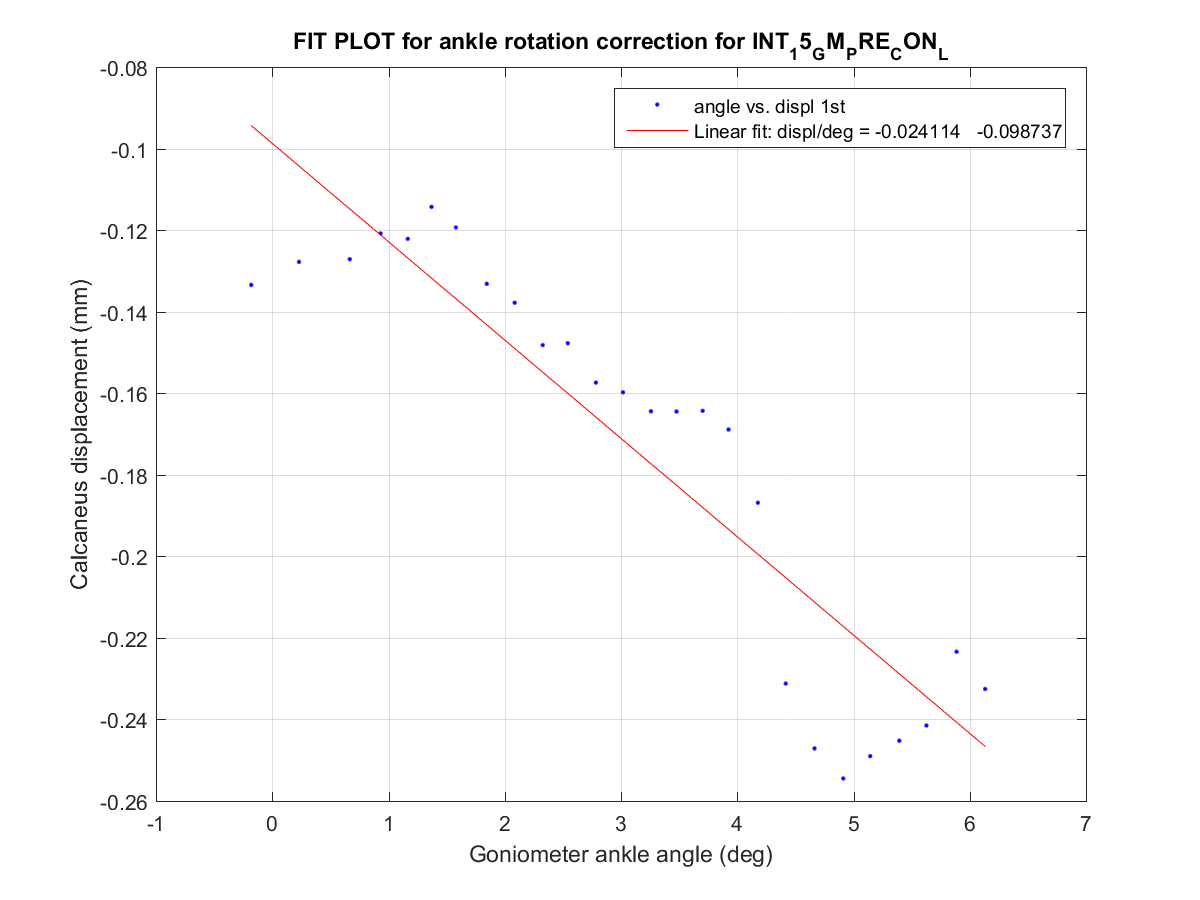 FIT PLOT for ankle rotation correction for INT₁5_GM_PRE_CON_L
angle vs. displ 1st
Linear fit: displ/deg = -0.024114 -0.098737
-0.08
-0.1
-0.12
-0.14
-0.16
-0.18
-0.2
-0.22
-0.24
-0.26
Calcaneus displacement (mm)
-1 0 1 2 3 4 5 6 7
Goniometer ankle angle (deg)